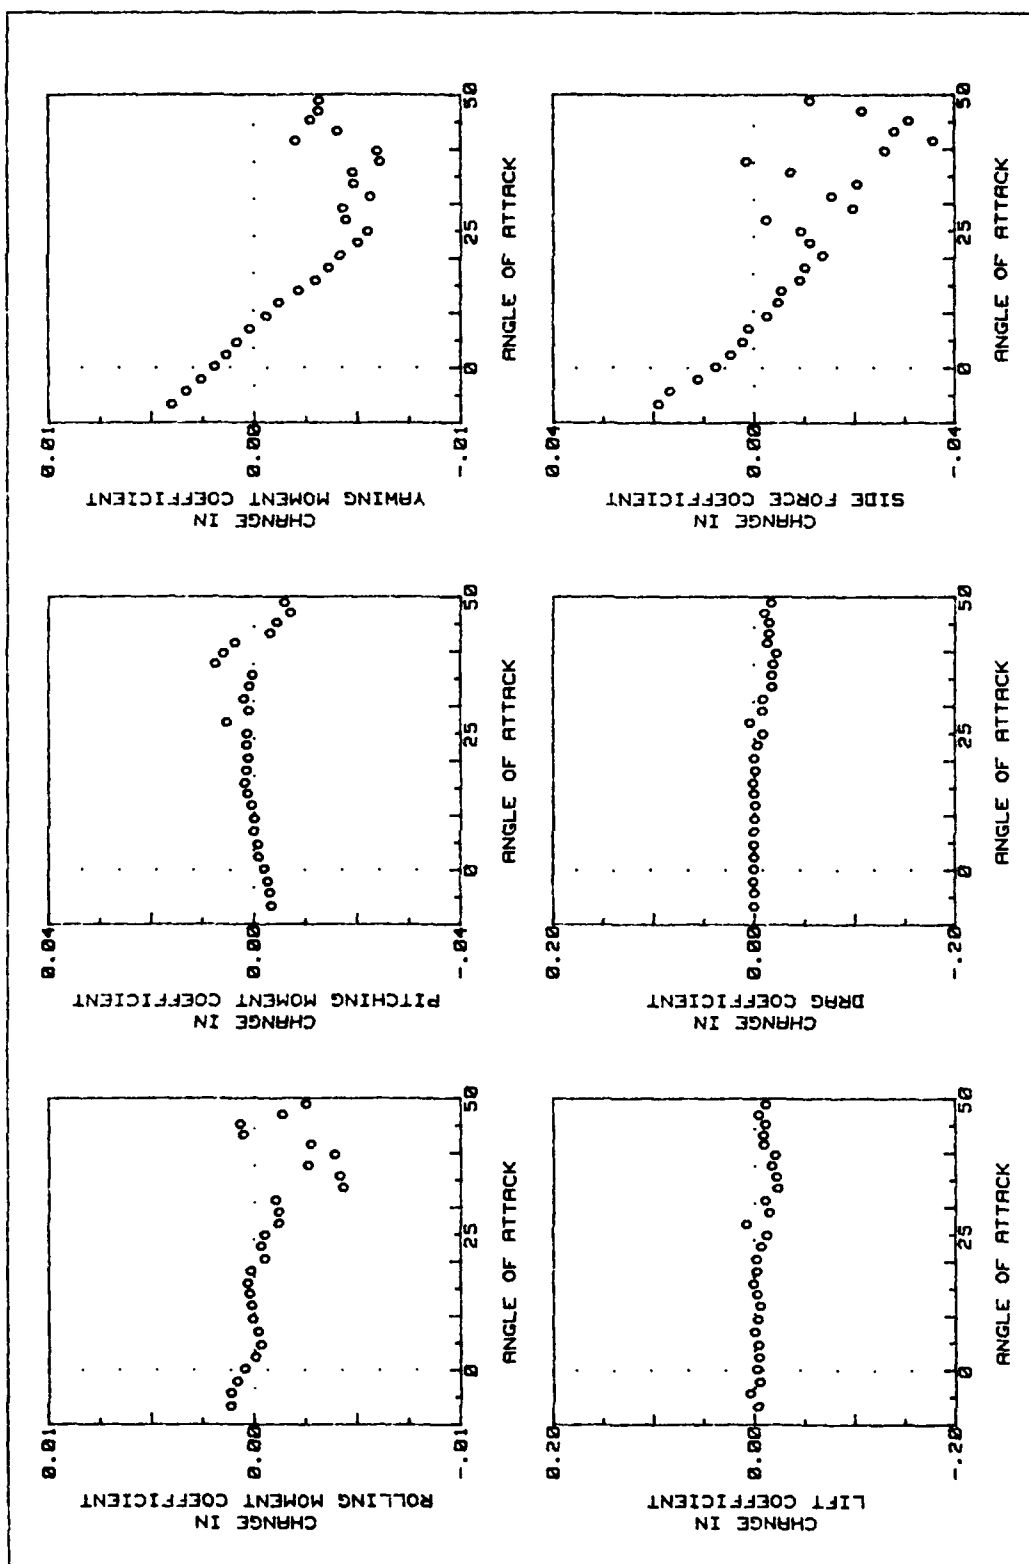 CHANGE IN
ROLLING MOMENT COEFFICIENT
0.01
0.00
-.01
0 25 50
ANGLE OF ATTACK
CHANGE IN
PITCHING MOMENT COEFFICIENT
0.04
0.00
-.04
0 25 50
ANGLE OF ATTACK
CHANGE IN
YAWING MOMENT COEFFICIENT
0.01
0.00
-.01
0 25 50
ANGLE OF ATTACK
CHANGE IN
LIFT COEFFICIENT
0.20
0.00
-.20
0 25 50
ANGLE OF ATTACK
CHANGE IN
DRAG COEFFICIENT
0.20
0.00
-.20
0 25 50
ANGLE OF ATTACK
CHANGE IN
SIDE FORCE COEFFICIENT
0.04
0.00
-.04
0 25 50
ANGLE OF ATTACK